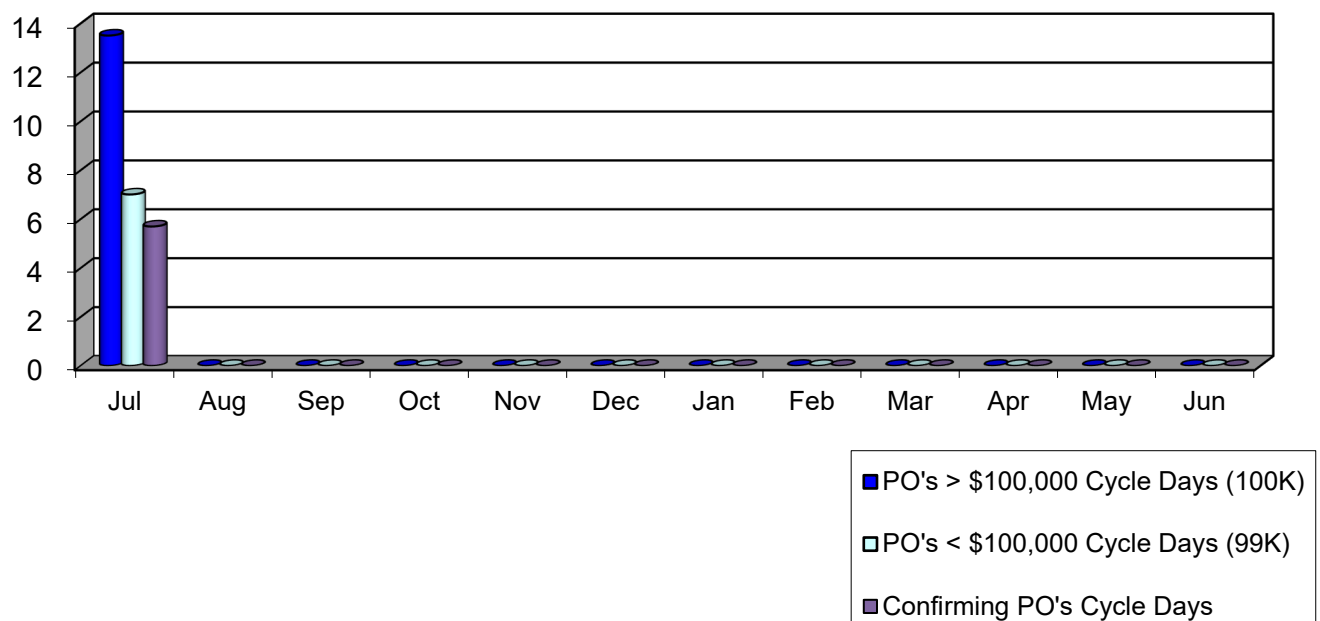 14
12
10
8
6
4
2
0
Jul Aug Sep Oct Nov Dec Jan Feb Mar Apr May Jun
PO's > $100,000 Cycle Days (100K)
PO's < $100,000 Cycle Days (99K)
Confirming PO's Cycle Days